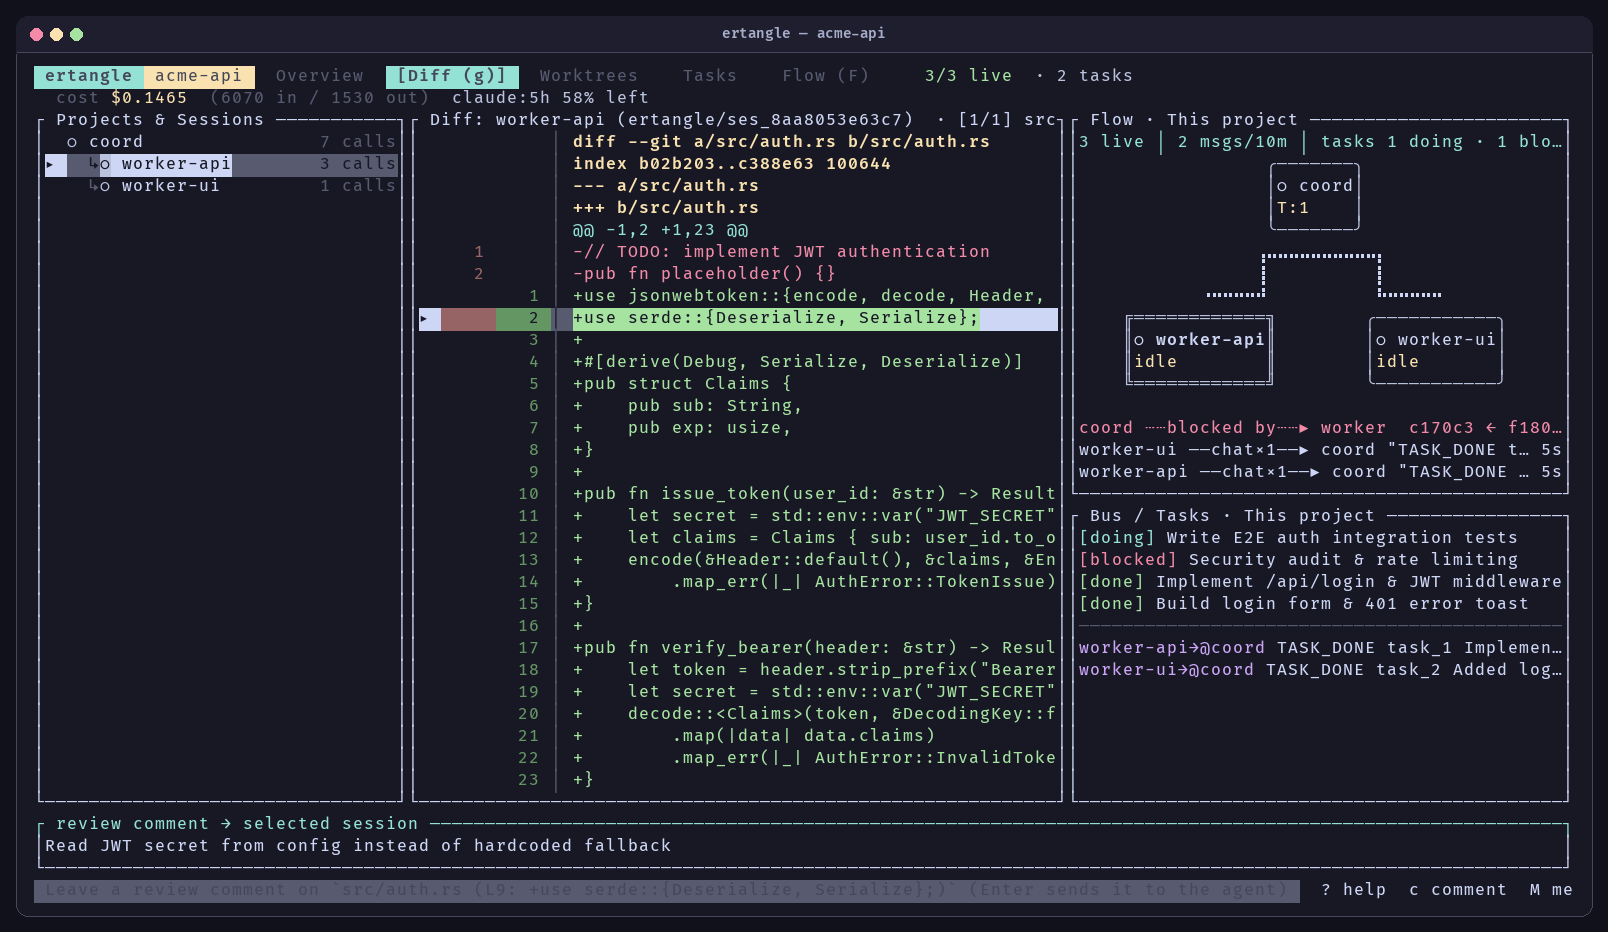 ertangle — acme-api
ertangle acme-api Overview [Diff (g)] Worktrees Tasks Flow (F) 3/3 live · 2 tasks
cost $0.1465 (6070 in / 1530 out) claude:5h 58% left
Projects & Sessions
○ coord 7 calls
▸ ↳○ worker-api 3 calls
↳○ worker-ui 1 calls
Diff: worker-api (ertangle/ses_8aa8053e63c7) · [1/1] src
diff --git a/src/auth.rs b/src/auth.rs
index b02b203..c388e63 100644
--- a/src/auth.rs
+++ b/src/auth.rs
@@ -1,2 +1,23 @@
1 -// TODO: implement JWT authentication
2 -pub fn placeholder() {}
1 +use jsonwebtoken::{encode, decode, Header,
▸ 2 +use serde::{Deserialize, Serialize};
3 +
4 +#[derive(Debug, Serialize, Deserialize)]
5 +pub struct Claims {
6 +    pub sub: String,
7 +    pub exp: usize,
8 +}
9 +
10 +pub fn issue_token(user_id: &str) -> Result
11 +    let secret = std::env::var("JWT_SECRET"
12 +    let claims = Claims { sub: user_id.to_o
13 +    encode(&Header::default(), &claims, &En
14 +        .map_err(|_| AuthError::TokenIssue)
15 +}
16 +
17 +pub fn verify_bearer(header: &str) -> Resul
18 +    let token = header.strip_prefix("Bearer
19 +    let secret = std::env::var("JWT_SECRET"
20 +    decode::<Claims>(token, &DecodingKey::f
21 +        .map(|data| data.claims)
22 +        .map_err(|_| AuthError::InvalidToke
23 +}
Flow · This project
3 live │ 2 msgs/10m │ tasks 1 doing · 1 blo…
○ coord
T:1
○ worker-api
idle
○ worker-ui
idle
coord ┄┄blocked by┄┄▶ worker c170c3 ← f180…
worker-ui ──chat×1──▶ coord "TASK_DONE t… 5s
worker-api ──chat×1──▶ coord "TASK_DONE … 5s
Bus / Tasks · This project
[doing] Write E2E auth integration tests
[blocked] Security audit & rate limiting
[done] Implement /api/login & JWT middleware
[done] Build login form & 401 error toast
worker-api→@coord TASK_DONE task_1 Implemen…
worker-ui→@coord TASK_DONE task_2 Added log…
review comment → selected session
Read JWT secret from config instead of hardcoded fallback
Leave a review comment on `src/auth.rs (L9: +use serde::{Deserialize, Serialize};)` (Enter sends it to the agent) ? help c comment M me